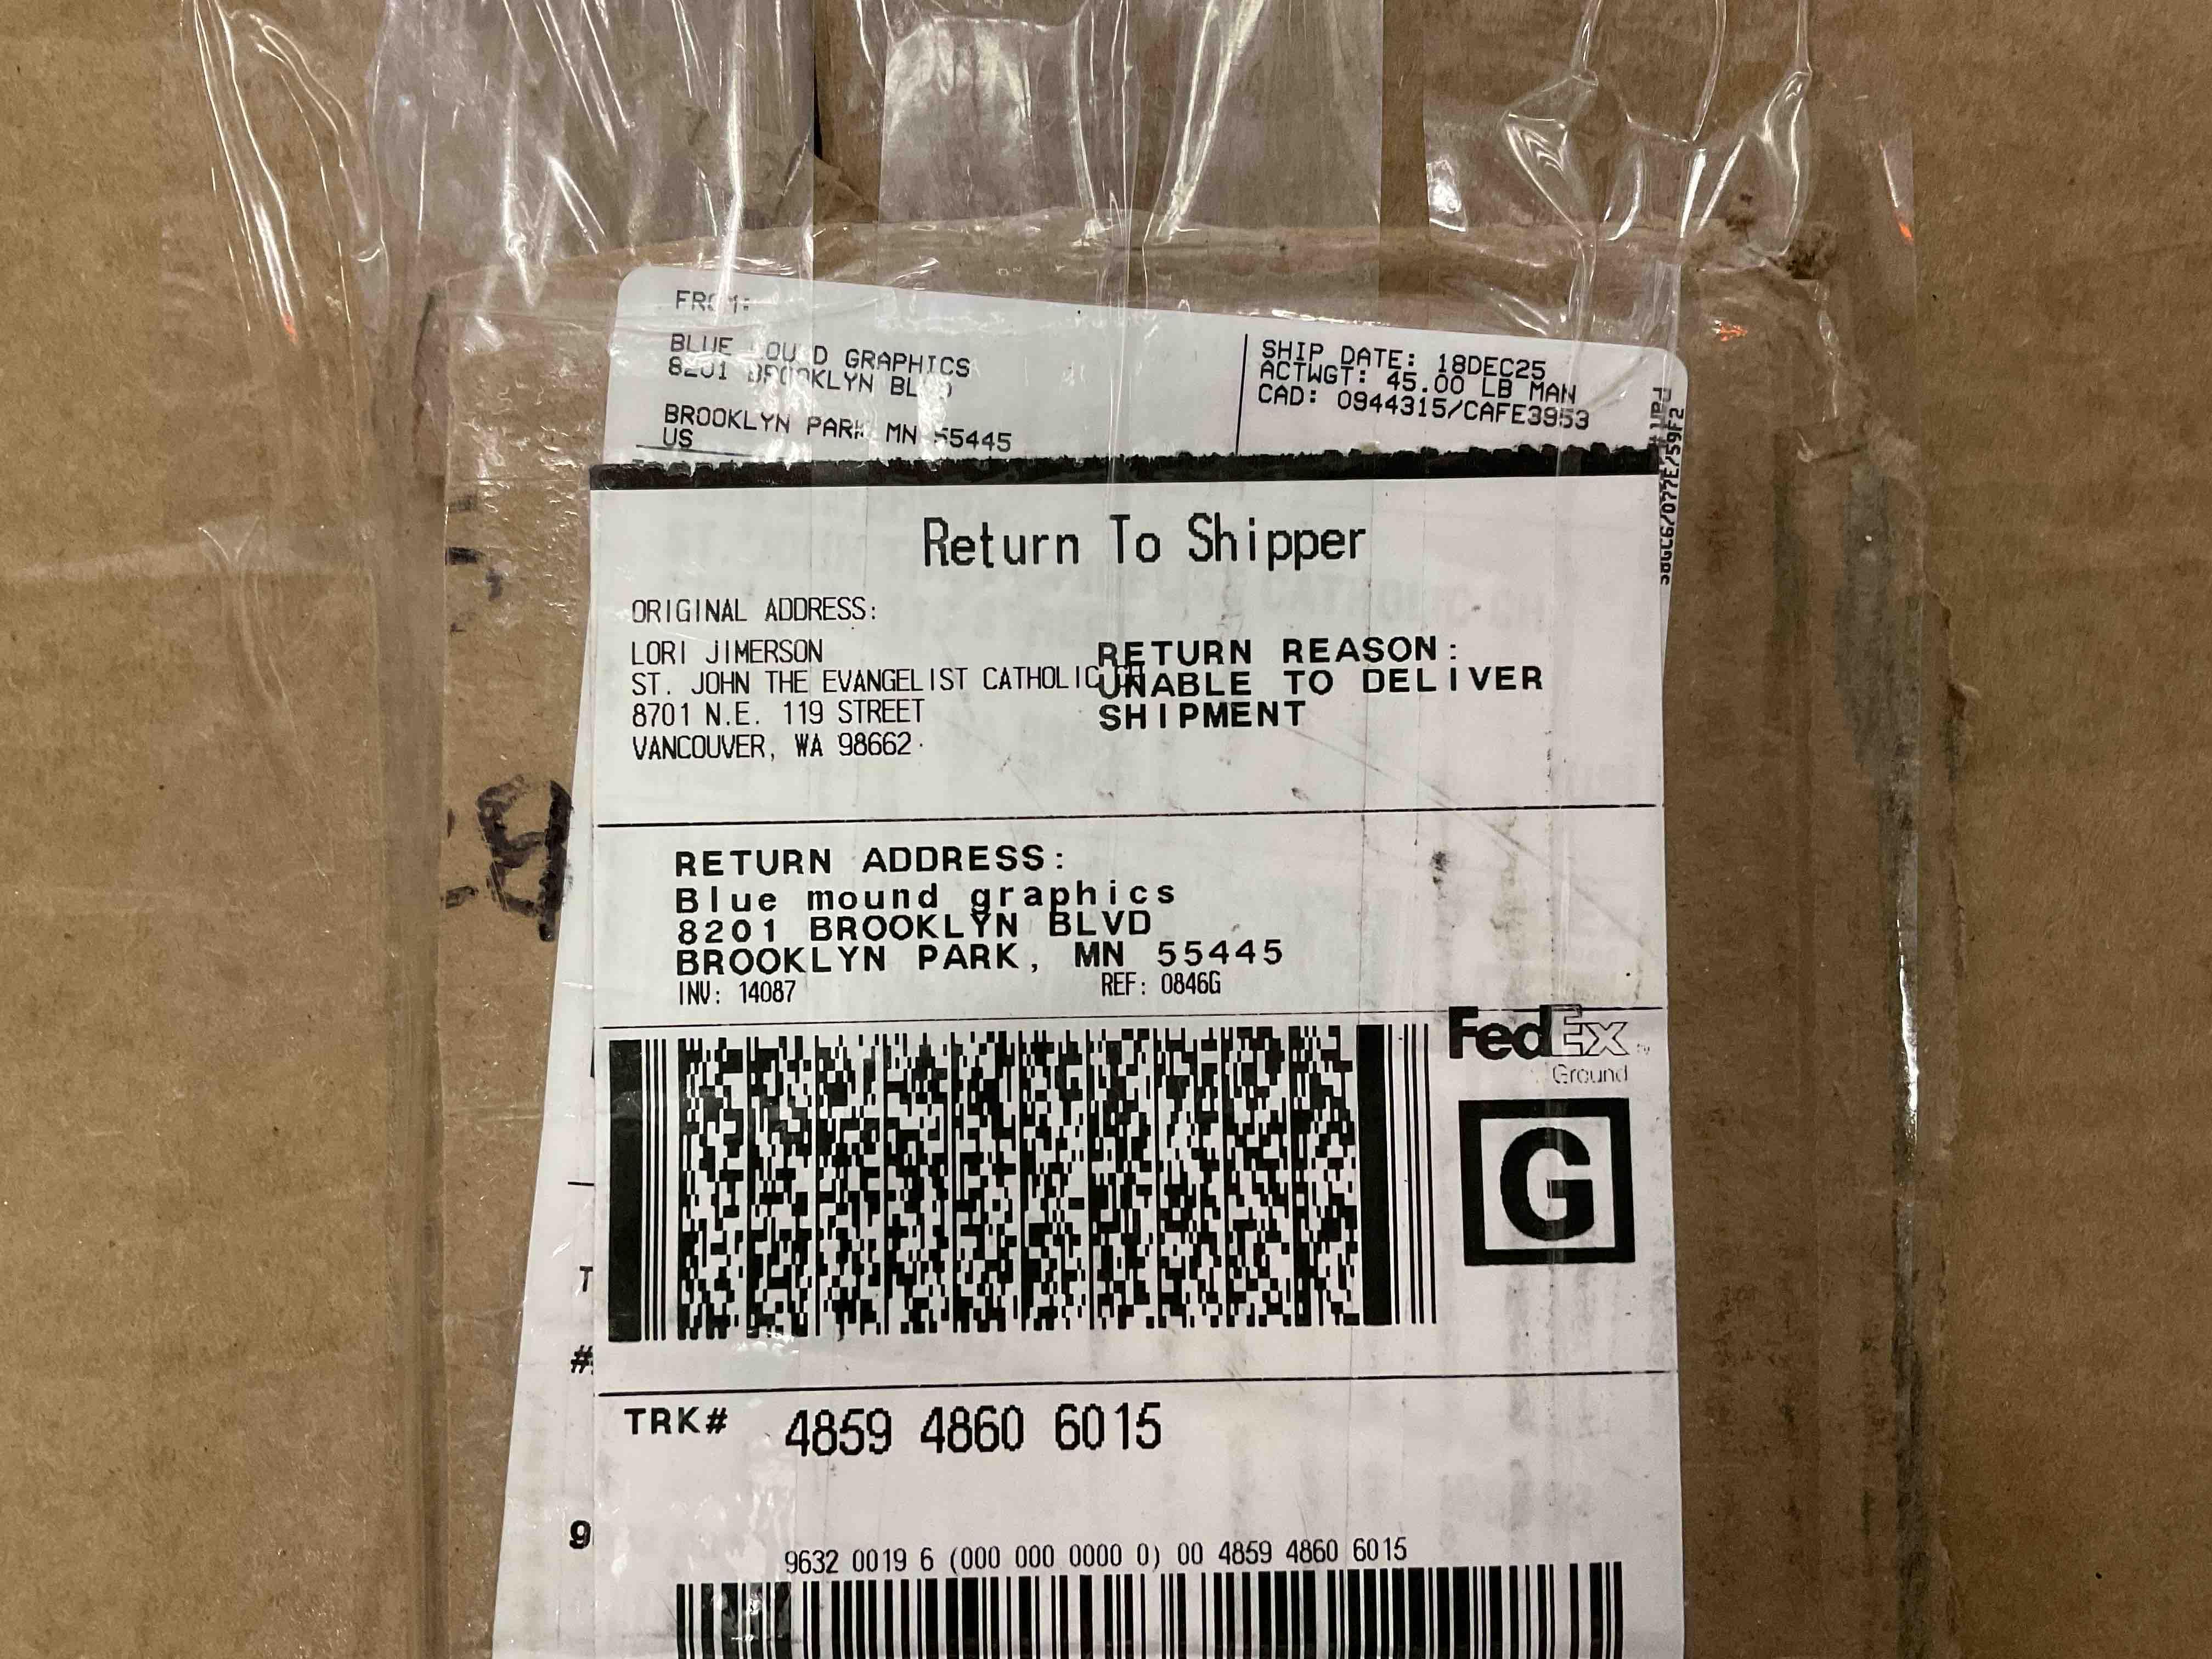 FROM:
BLUE MOUND GRAPHICS
8201 BROOKLYN BLVD
BROOKLYN PARK MN 55445
US
SHIP DATE: 18DEC25
ACTWGT: 45.00 LB MAN
CAD: 0944315/CAFE3953
Return To Shipper
ORIGINAL ADDRESS:
LORI JIMERSON
ST. JOHN THE EVANGELIST CATHOLIC CH
8701 N.E. 119 STREET
VANCOUVER, WA 98662
RETURN REASON:
UNABLE TO DELIVER
SHIPMENT
RETURN ADDRESS:
Blue mound graphics
8201 BROOKLYN BLVD
BROOKLYN PARK, MN 55445
INV: 14087 REF: 0846G
FedEx
Ground
G
TRK# 4859 4860 6015
9632 0019 6 (000 000 0000 0) 00 4859 4860 6015